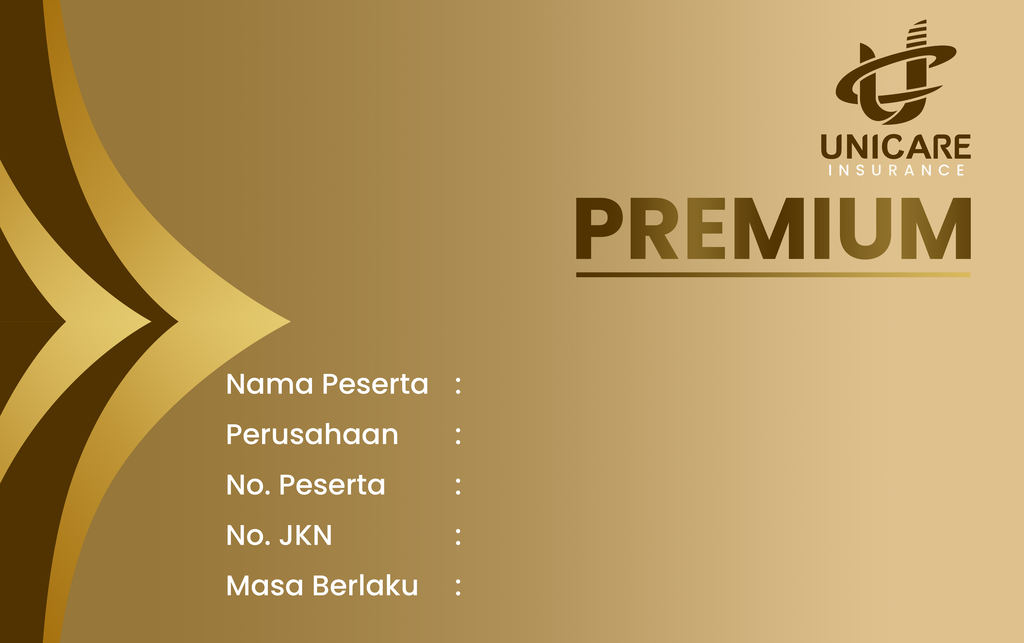 UNICARE
INSURANCE
PREMIUM
Nama Peserta :
Perusahaan :
No. Peserta :
No. JKN :
Masa Berlaku :